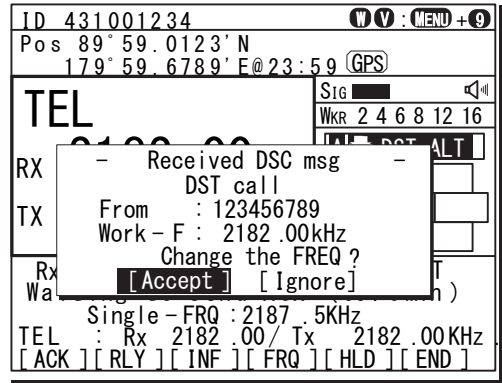 ID 431001234 W V : MENU + 9
Pos 89°59.0123'N
179°59.6789'E@23:59 GPS
TEL
SIG
WKR 2 4 6 8 12 16
DST ALT
RX
TX
- Received DSC msg -
DST call
From : 123456789
Work-F : 2182 .00kHz
Change the FREQ ?
[Accept ] [ Ignore]
Single-FRQ : 2187 .5KHz
TEL : Rx 2182 .00/ Tx 2182 .00KHz
[ ACK ][ RLY ][ INF ][ FRQ ][ HLD ][ END ]